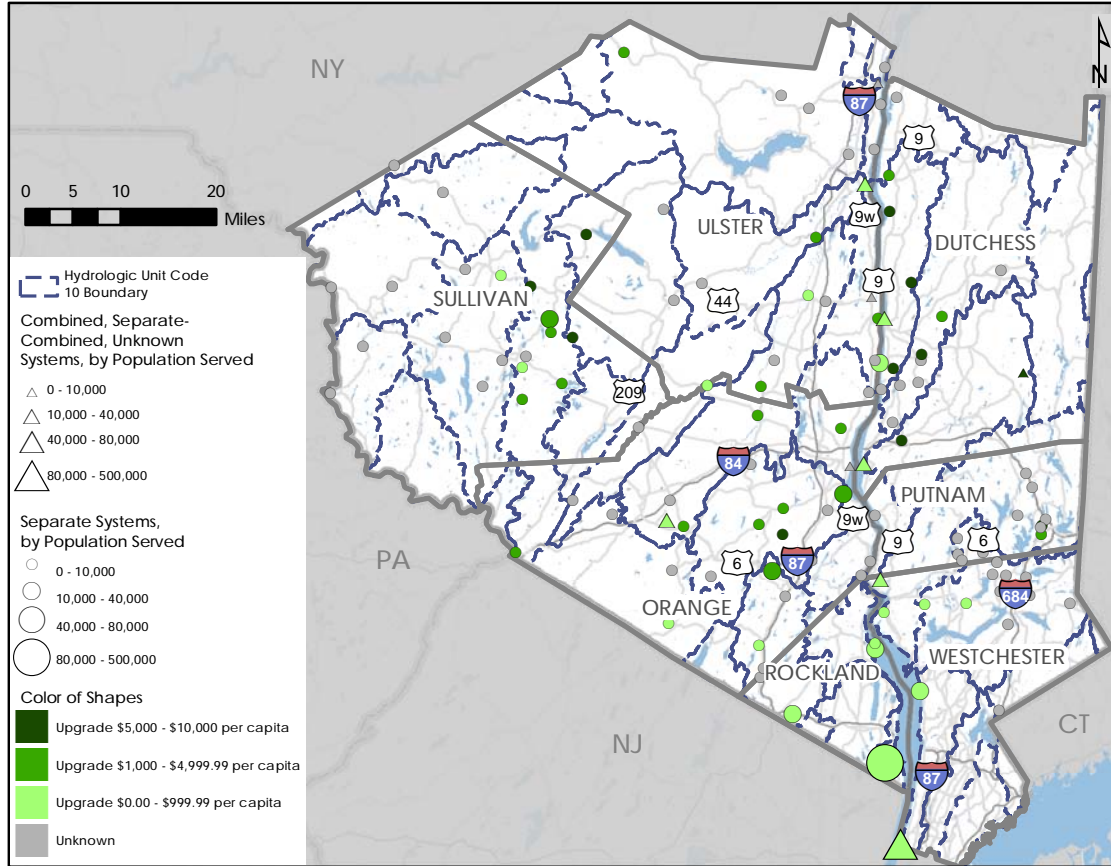 NY
N
87
9
0 5 10 20
Miles
ULSTER
9w
DUTCHESS
Hydrologic Unit Code
10 Boundary
SULLIVAN
44
9
Combined, Separate-
Combined, Unknown
Systems, by Population Served
0 - 10,000
10,000 - 40,000
40,000 - 80,000
80,000 - 500,000
209
84
PUTNAM
9w
9
6
Separate Systems,
by Population Served
0 - 10,000
10,000 - 40,000
40,000 - 80,000
80,000 - 500,000
PA
6
87
684
ORANGE
WESTCHESTER
ROCKLAND
Color of Shapes
Upgrade $5,000 - $10,000 per capita
Upgrade $1,000 - $4,999.99 per capita
Upgrade $0.00 - $999.99 per capita
Unknown
NJ
CT
87